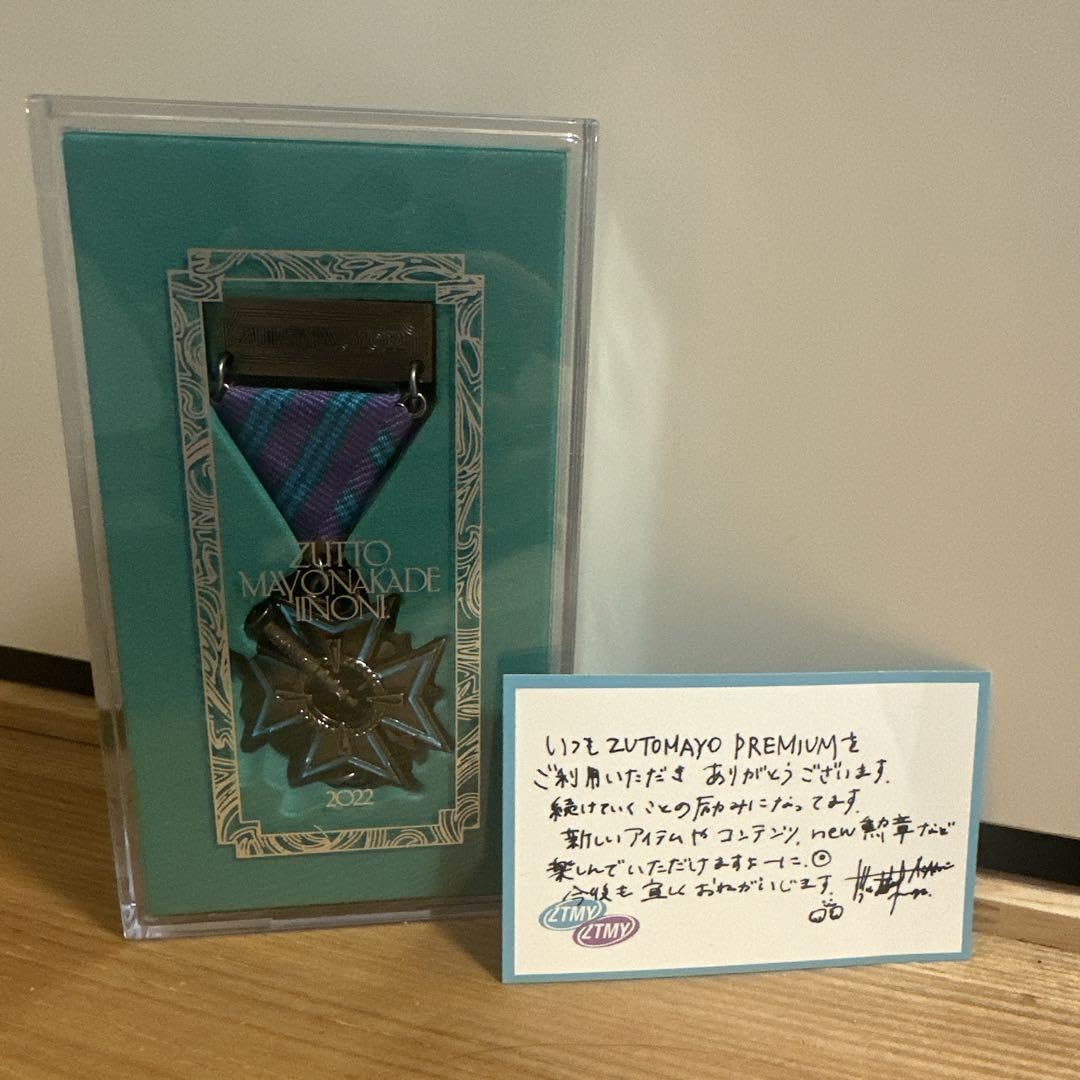 ZUTTO
MAYONAKADE
IINONI.
2022
いつもZUTOMAYO PREMIUMを
ご利用いただき ありがとうございます.
続けていくことの励みになってます.
新しいアイテムや コンテンツ, new 勲章など
楽しんでいただけますよーに.
今後も宜しくおねがいします.
ZTMY
ZTMY